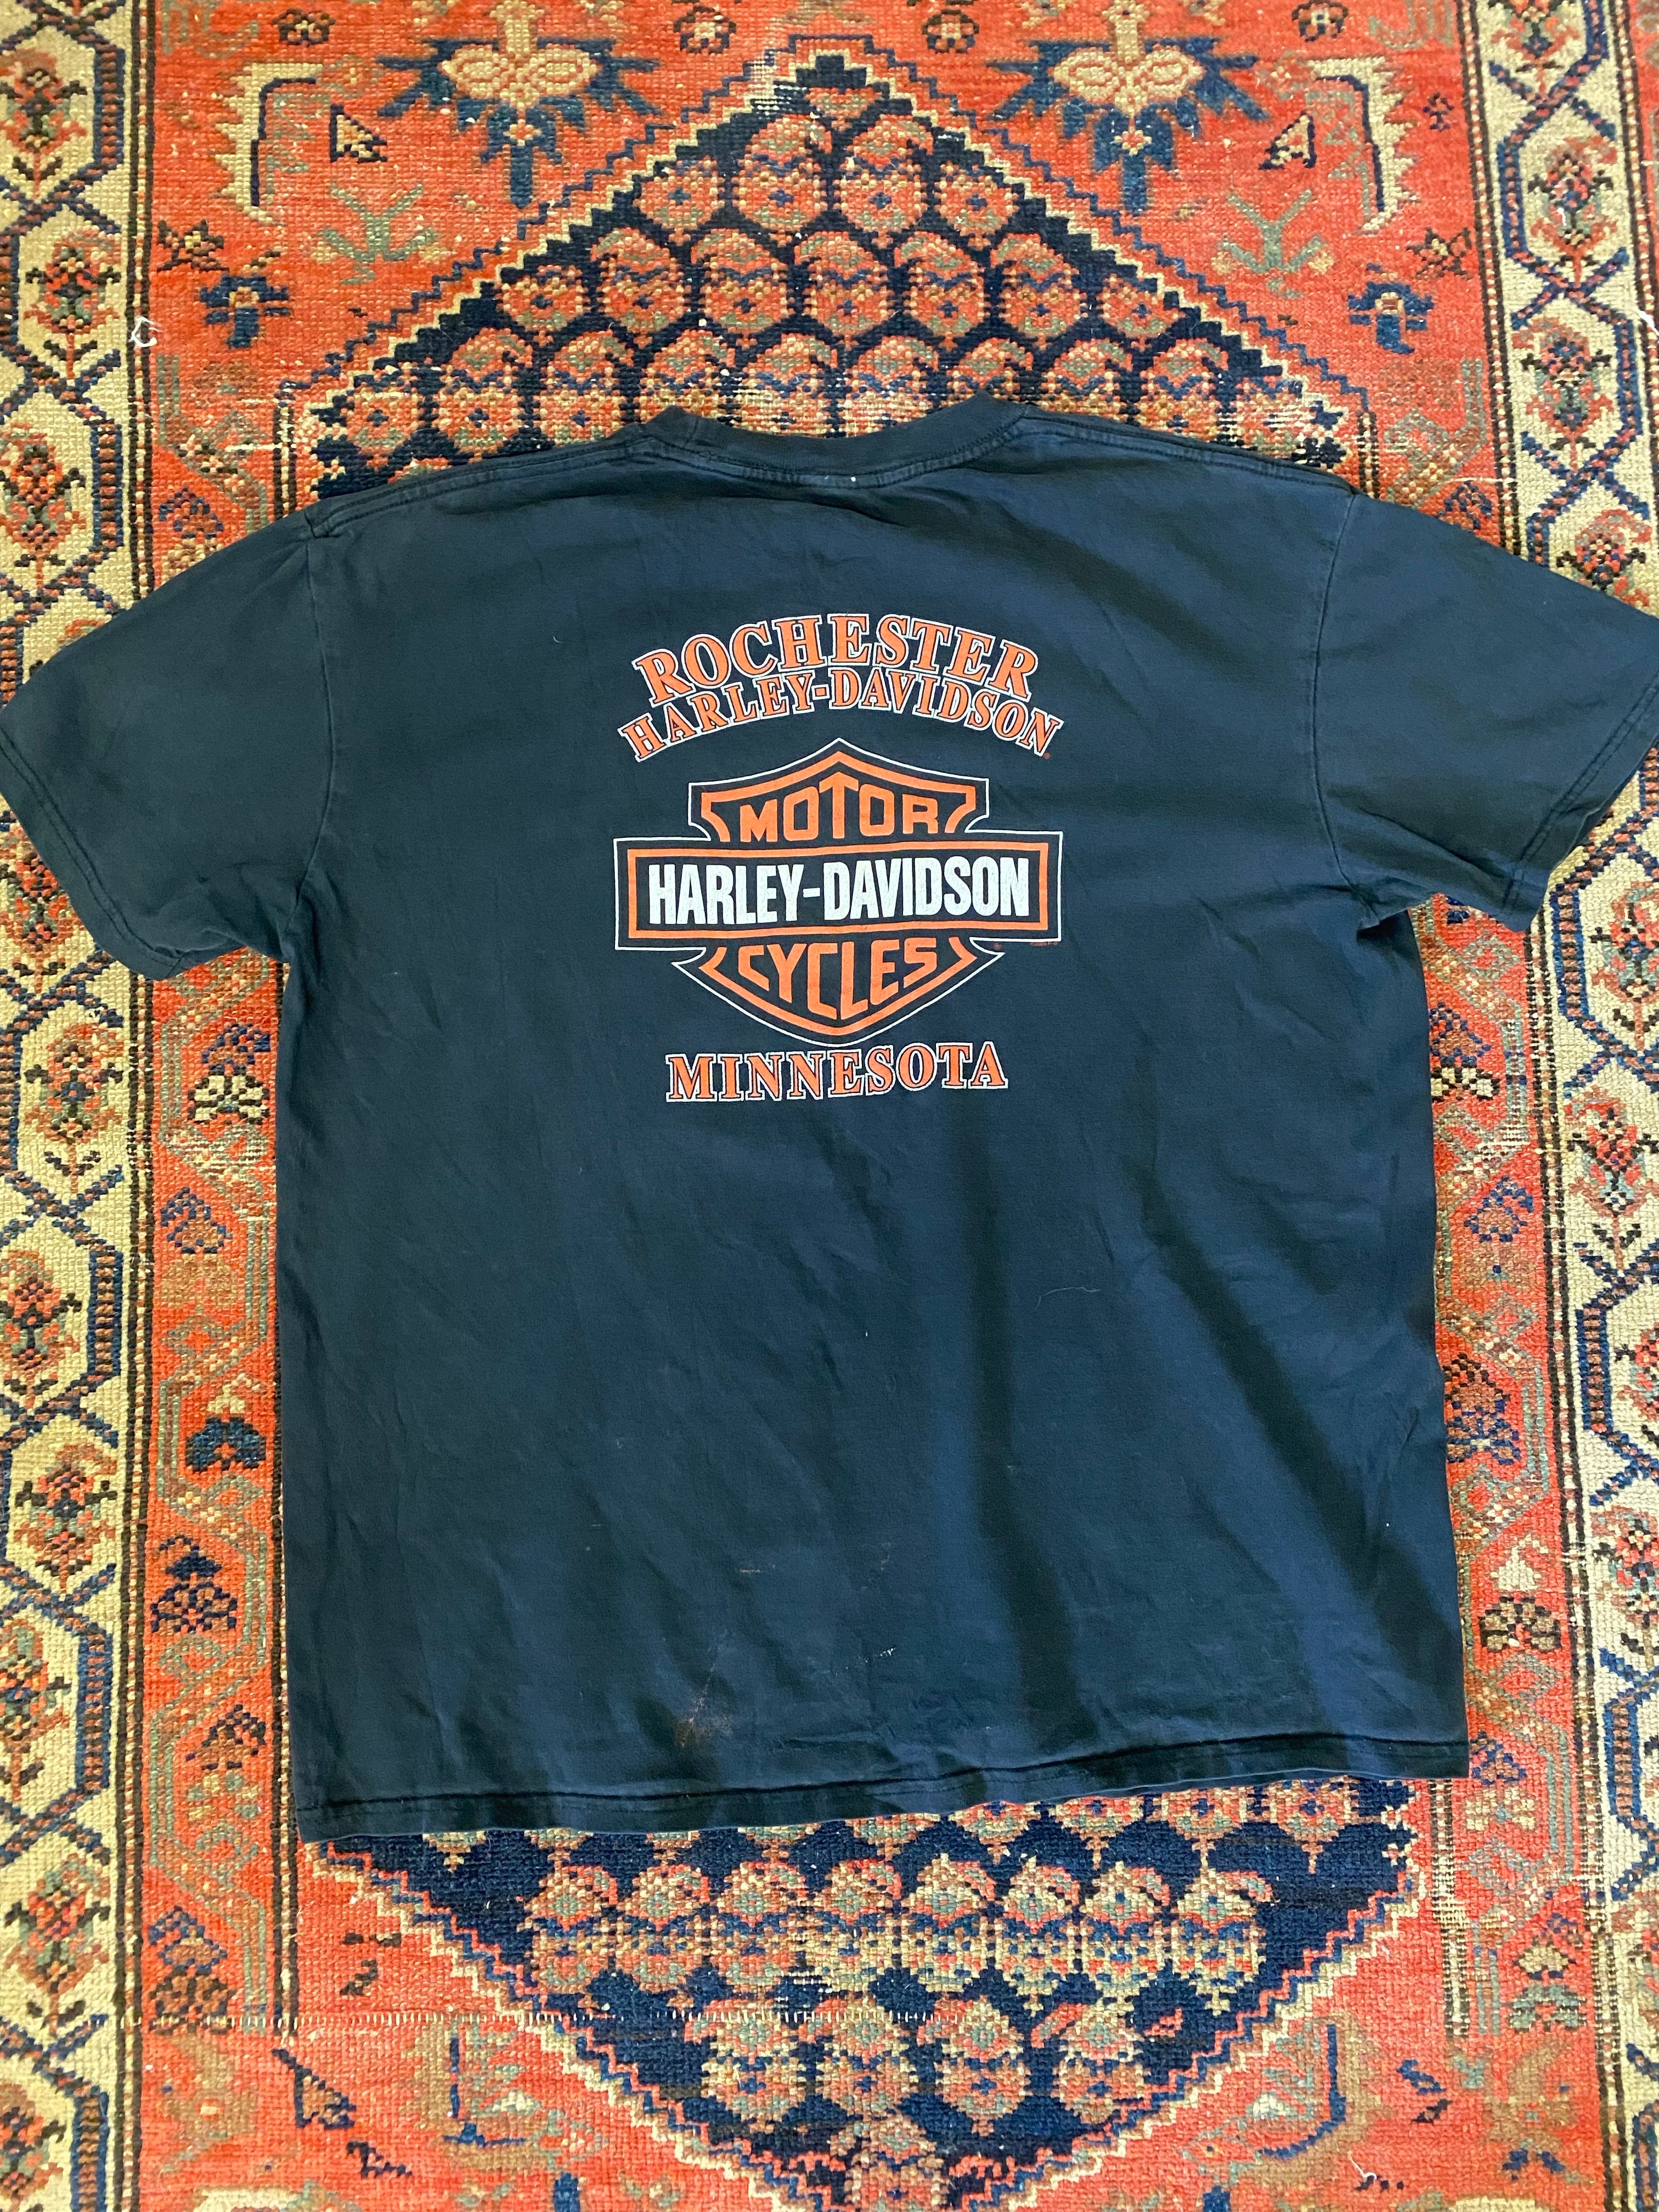 ROCHESTER
HARLEY-DAVIDSON
MOTOR
HARLEY-DAVIDSON
CYCLES
MINNESOTA